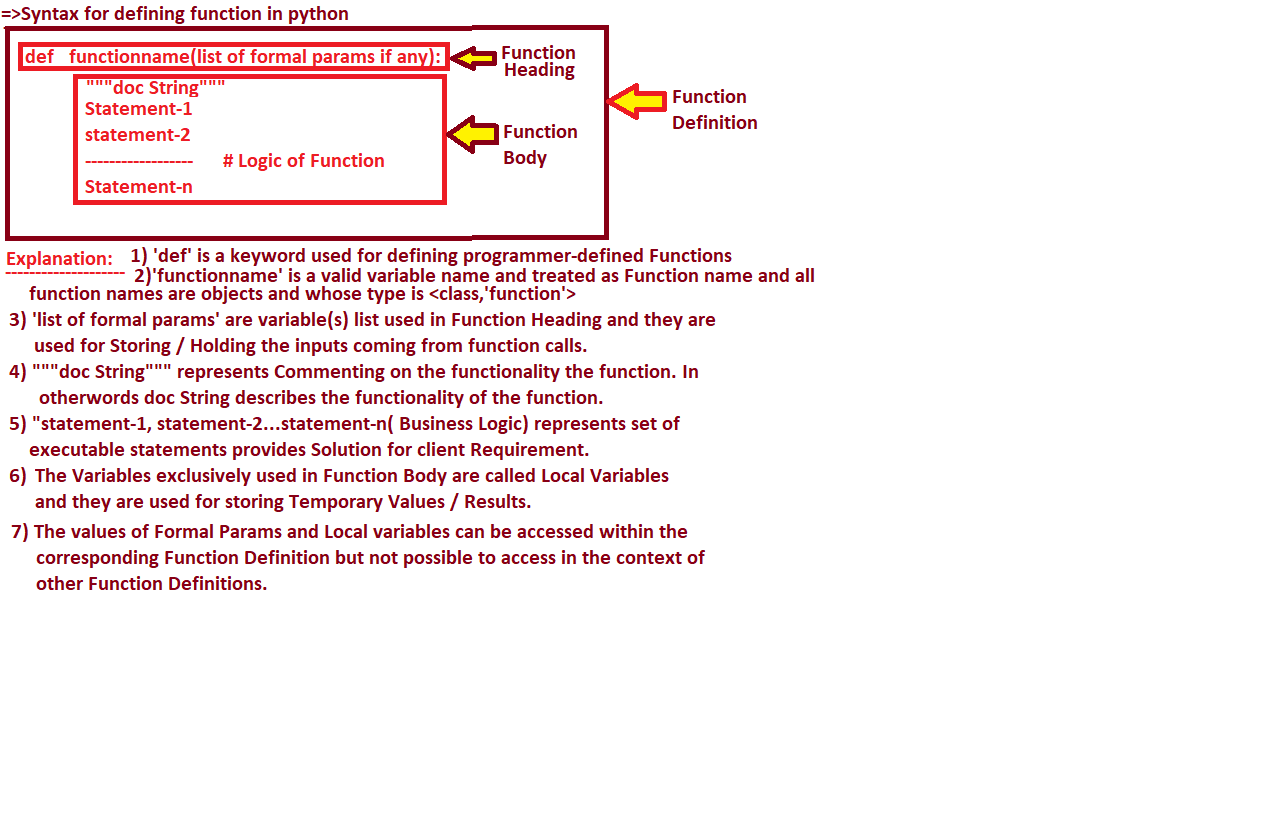 =>Syntax for defining function in python
def functionname(list of formal params if any):
Function
Heading
"""doc String"""
Statement-1
statement-2
------------------ # Logic of Function
Statement-n
Function
Body
Function
Definition
Explanation: 1) 'def' is a keyword used for defining programmer-defined Functions
--------------------
2)'functionname' is a valid variable name and treated as Function name and all
function names are objects and whose type is <class,'function'>
3) 'list of formal params' are variable(s) list used in Function Heading and they are
used for Storing / Holding the inputs coming from function calls.
4) """doc String""" represents Commenting on the functionality the function. In
otherwords doc String describes the functionality of the function.
5) "statement-1, statement-2...statement-n( Business Logic) represents set of
executable statements provides Solution for client Requirement.
6) The Variables exclusively used in Function Body are called Local Variables
and they are used for storing Temporary Values / Results.
7) The values of Formal Params and Local variables can be accessed within the
corresponding Function Definition but not possible to access in the context of
other Function Definitions.